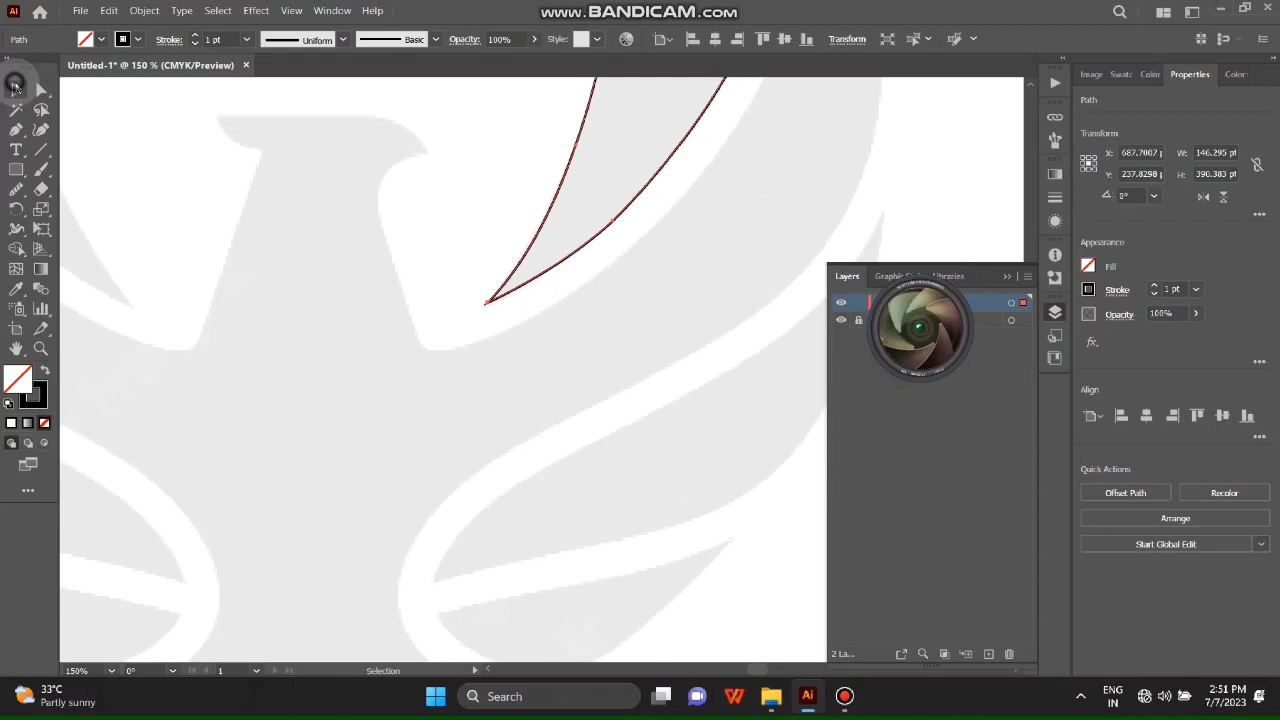 www.BANDICAM.com
Ai File Edit Object Type Select Effect View Window Help
Path Stroke: 1 pt Uniform Basic Opacity: 100% Style: Transform
Untitled-1* @ 150 % (CMYK/Preview)
Image Swatc Color Properties Color
Path
Transform
X: 687.7007 W: 146.295 pt
Y: 237.8298 H: 390.383 pt
0°
Appearance
Fill
Stroke 1 pt
Opacity 100%
fx.
Align
Quick Actions
Offset Path Recolor
Arrange
Start Global Edit
Layers
2 La...
150% 0° 1 Selection
33°C
Partly sunny
Search
Ai
ENG
IN
2:51 PM
7/7/2023